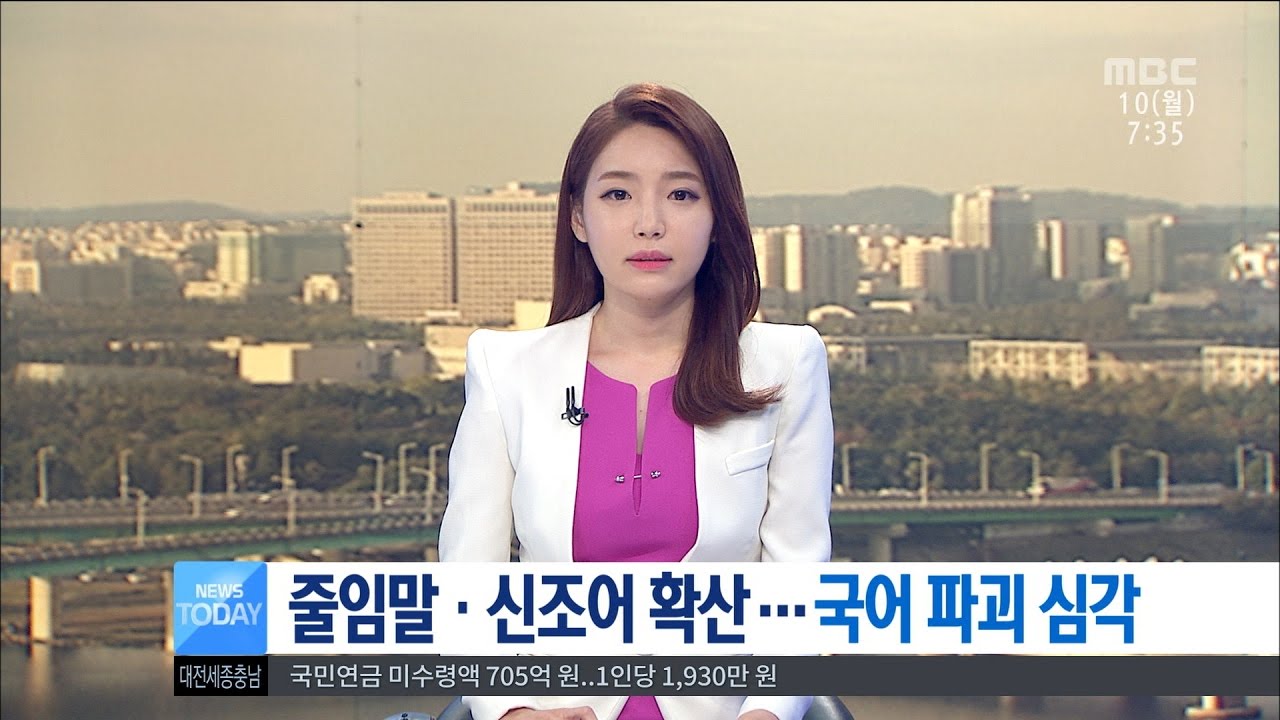 MBC
10(월)
7:35
NEWS
TODAY
줄임말·신조어 확산…국어 파괴 심각
대전세종충남
국민연금 미수령액 705억 원..1인당 1,930만 원